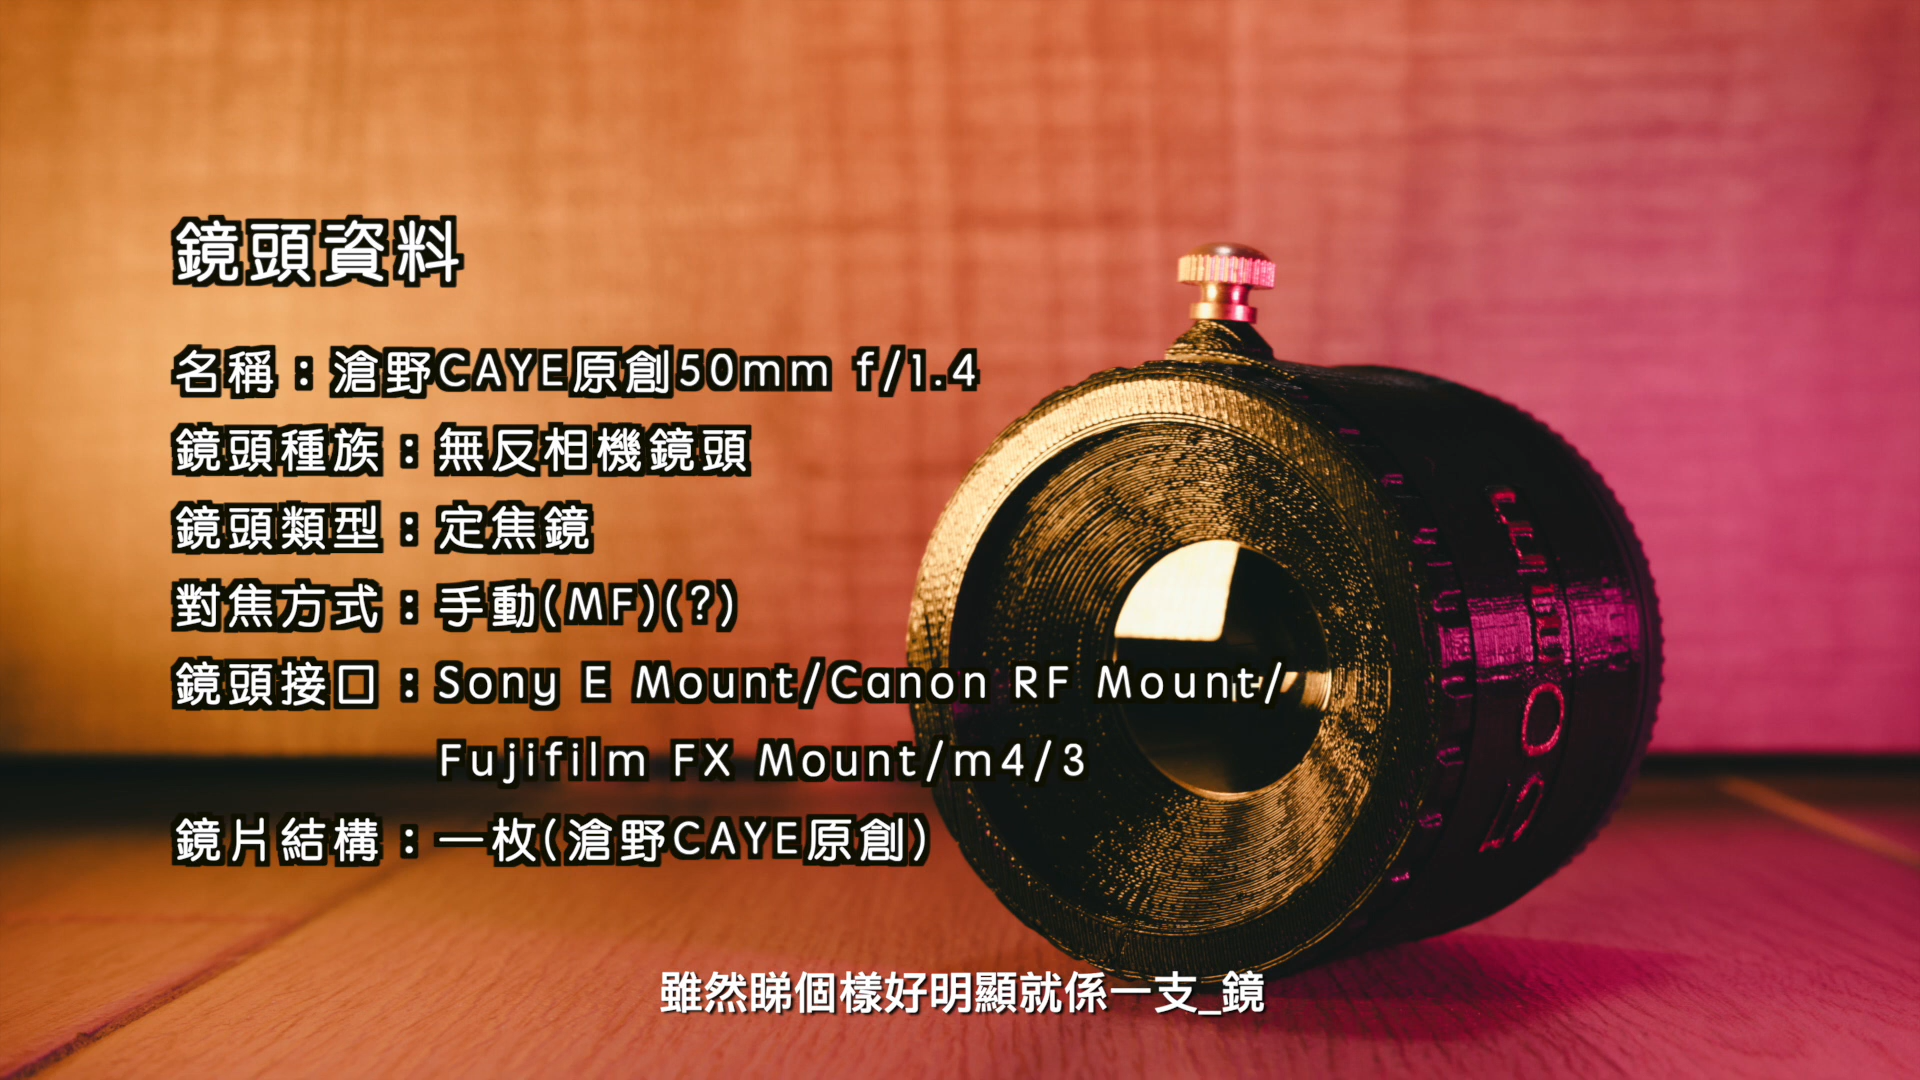 鏡頭資料
名稱：滄野CAYE原創50mm f/1.4
鏡頭種族：無反相機鏡頭
鏡頭類型：定焦鏡
對焦方式：手動(MF)(?)
鏡頭接口：Sony E Mount/Canon RF Mount/
Fujifilm FX Mount/m4/3
鏡片結構：一枚(滄野CAYE原創)
雖然睇個樣好明顯就係一支_鏡